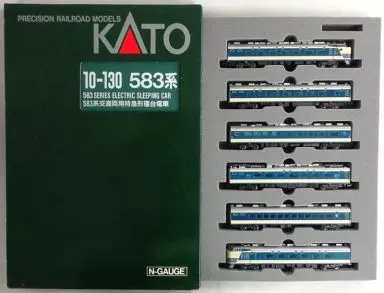 PRECISION RAILROAD MODELS
KATO
10-130 583系
583 SERIES ELECTRIC SLEEPING CAR
583系交直両用特急形寝台電車
N-GAUGE